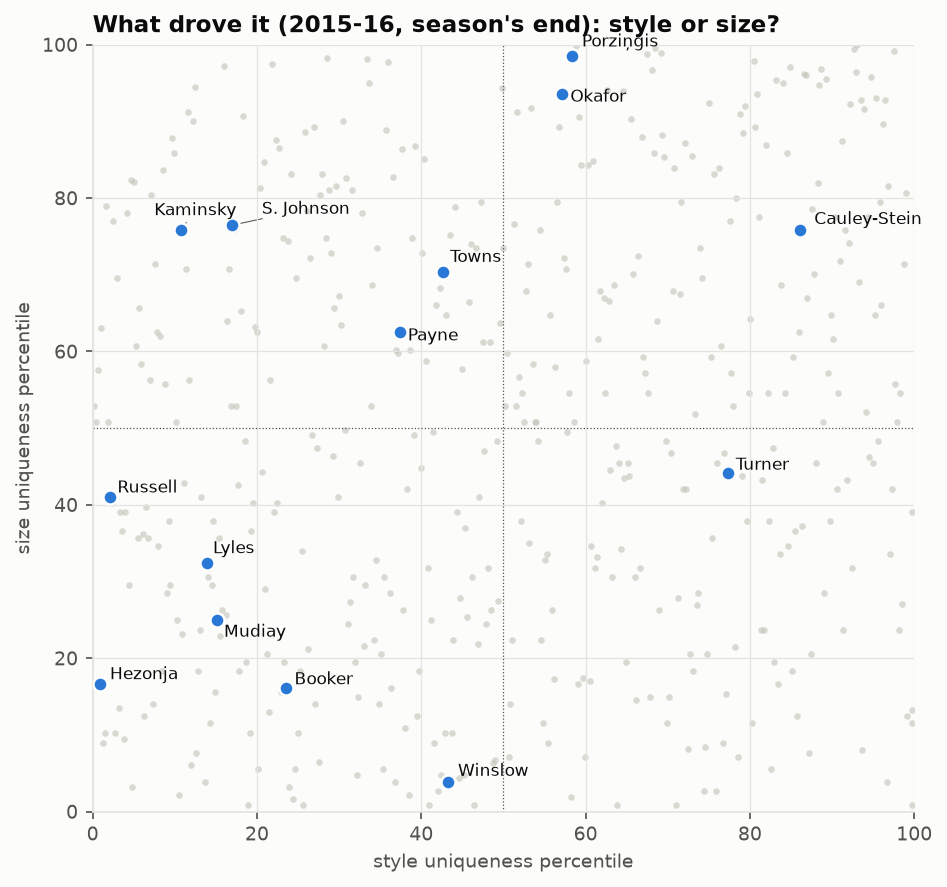 What drove it (2015-16, season's end): style or size?
100
Porziņģis
Okafor
80
Kaminsky
S. Johnson
Cauley-Stein
Towns
Payne
60
size uniqueness percentile
Turner
Russell
40
Lyles
Mudiay
20
Hezonja
Booker
Winslow
0
0 20 40 60 80 100
style uniqueness percentile